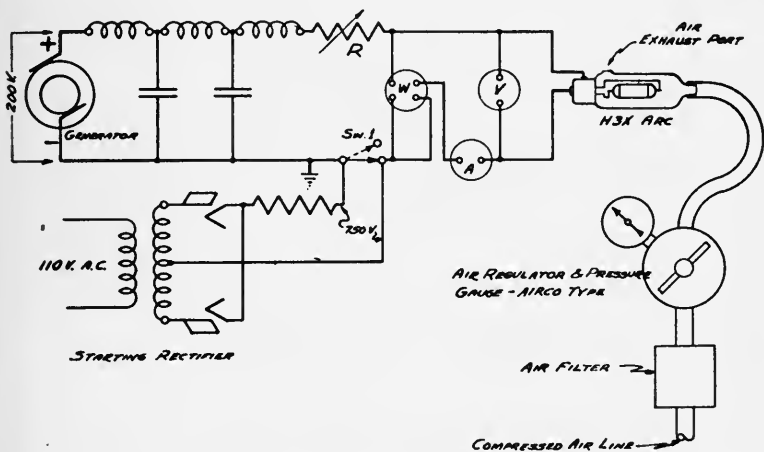 AIR
EXHAUST PORT
+
R
200 V.
W
V
GENERATOR
H3X ARC
-
SW. 1
A
250 V.
110 V. A.C.
AIR REGULATOR & PRESSURE
GAUGE - AIRCO TYPE
STARTING RECTIFIER
AIR FILTER
COMPRESSED AIR LINE